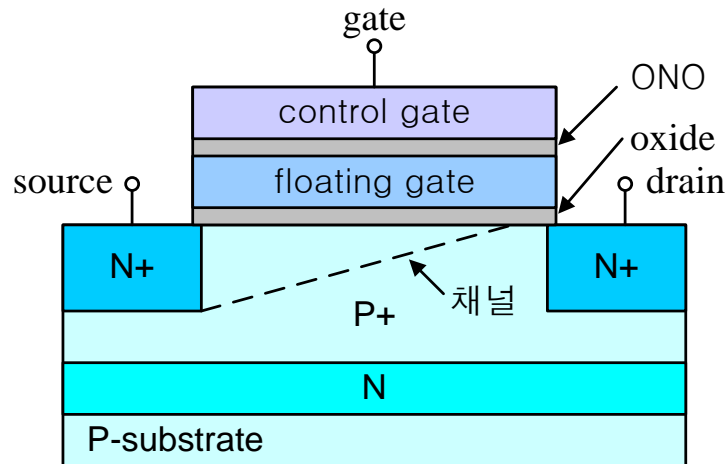 gate
ONO
control gate
oxide
source
floating gate
drain
N+
N+
채널
P+
N
P-substrate